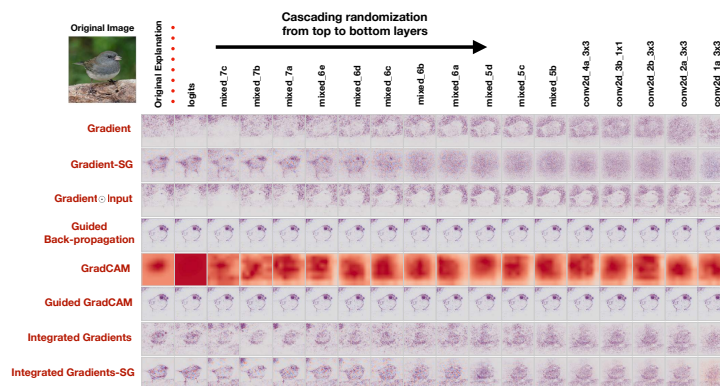 Cascading randomization
from top to bottom layers
Original Image
Original Explanation
logits
mixed_7c
mixed_7b
mixed_7a
mixed_6e
mixed_6d
mixed_6c
mixed_6b
mixed_6a
mixed_5d
mixed_5c
mixed_5b
conv2d_4a_3x3
conv2d_3b_1x1
conv2d_2b_3x3
conv2d_2a_3x3
conv2d_1a_3x3
Gradient
Gradient-SG
Gradient⊙Input
Guided
Back-propagation
GradCAM
Guided GradCAM
Integrated Gradients
Integrated Gradients-SG